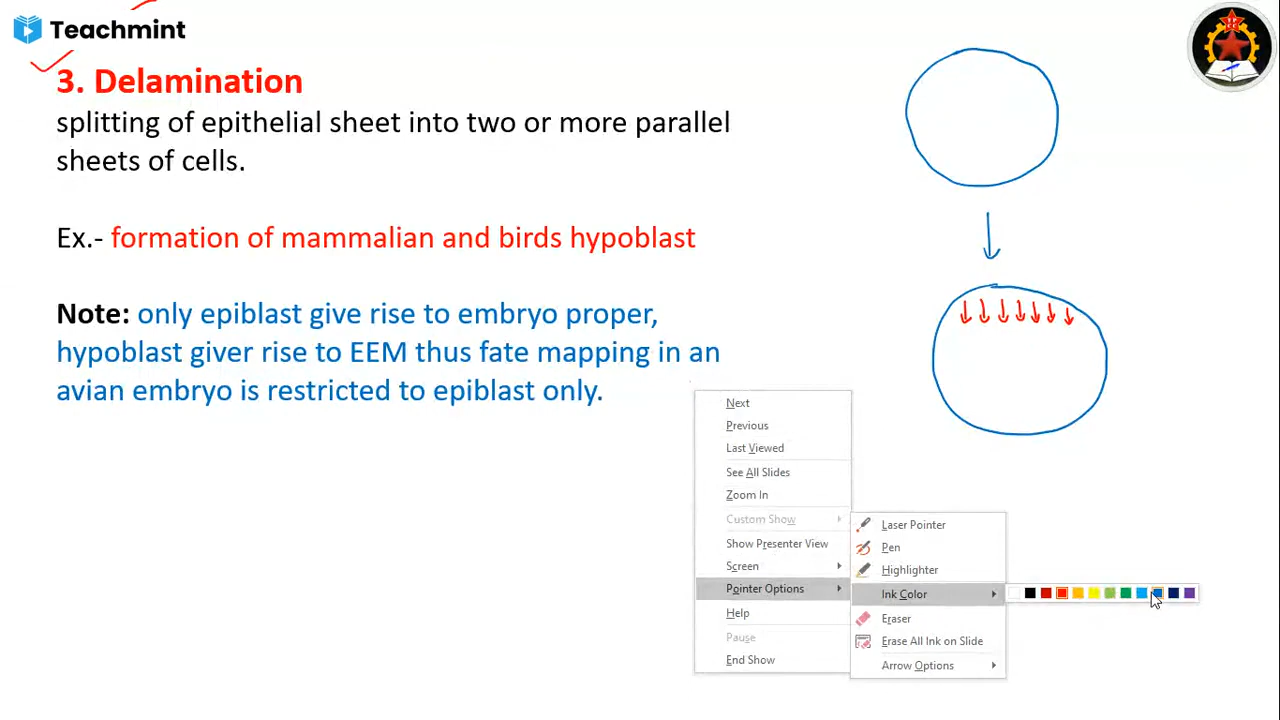 Teachmint
3. Delamination
splitting of epithelial sheet into two or more parallel
sheets of cells.
Ex.- formation of mammalian and birds hypoblast
Note: only epiblast give rise to embryo proper,
hypoblast giver rise to EEM thus fate mapping in an
avian embryo is restricted to epiblast only.
Next
Previous
Last Viewed
See All Slides
Zoom In
Custom Show
Show Presenter View
Screen
Pointer Options
Help
Pause
End Show
Laser Pointer
Pen
Highlighter
Ink Color
Eraser
Erase All Ink on Slide
Arrow Options